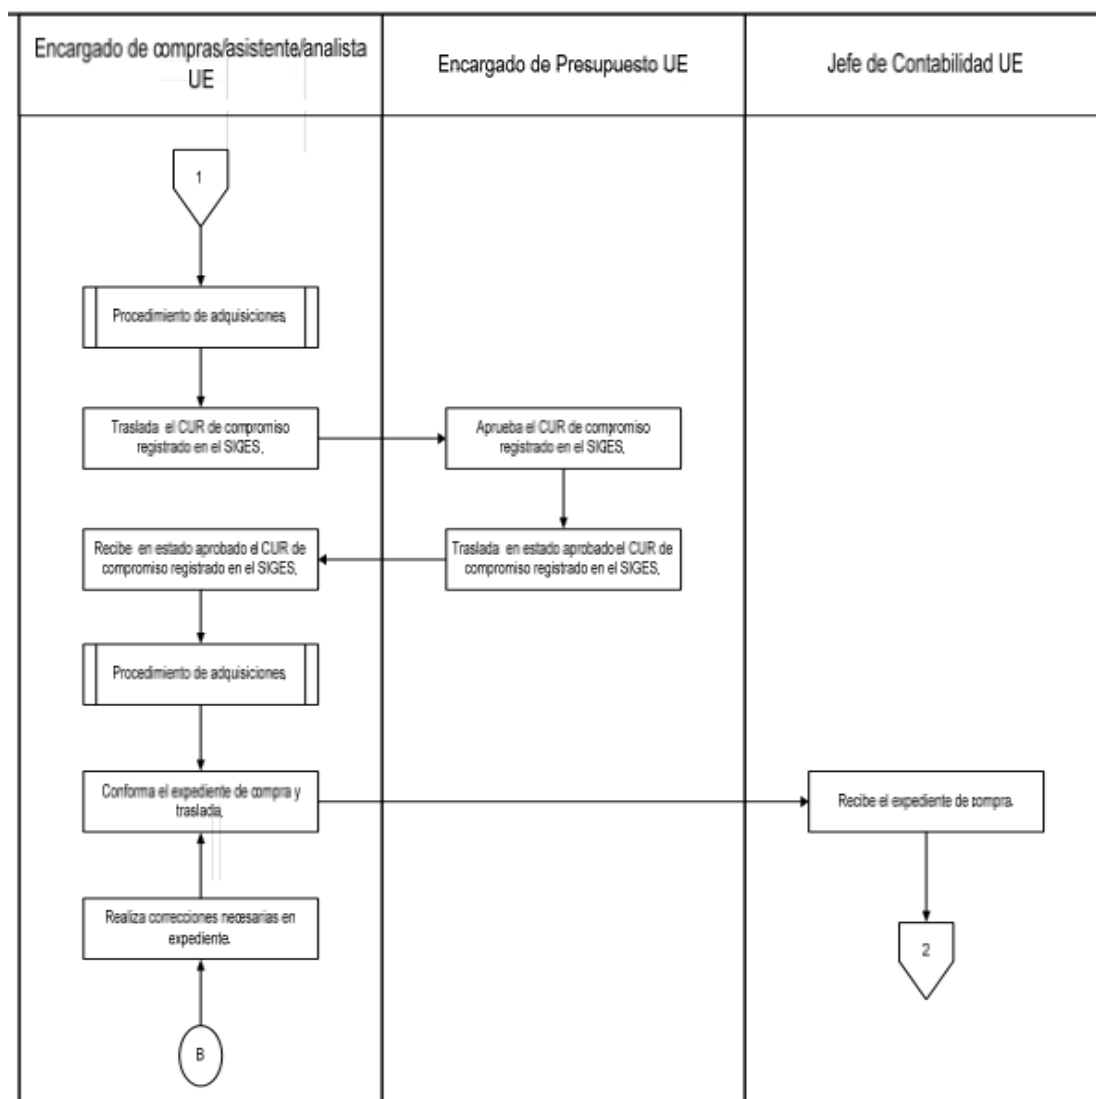 Encargado de compras/asistente/analista
UE
Encargado de Presupuesto UE
Jefe de Contabilidad UE
1
Procedimiento de adquisiciones.
Traslada el CUR de compromiso
registrado en el SIGES.
Aprueba el CUR de compromiso
registrado en el SIGES.
Recibe en estado aprobado el CUR de
compromiso registrado en el SIGES.
Traslada en estado aprobado el CUR de
compromiso registrado en el SIGES.
Procedimiento de adquisiciones.
Conforma el expediente de compra y
traslada.
Recibe el expediente de compra.
Realiza correcciones necesarias en
expediente.
2
B